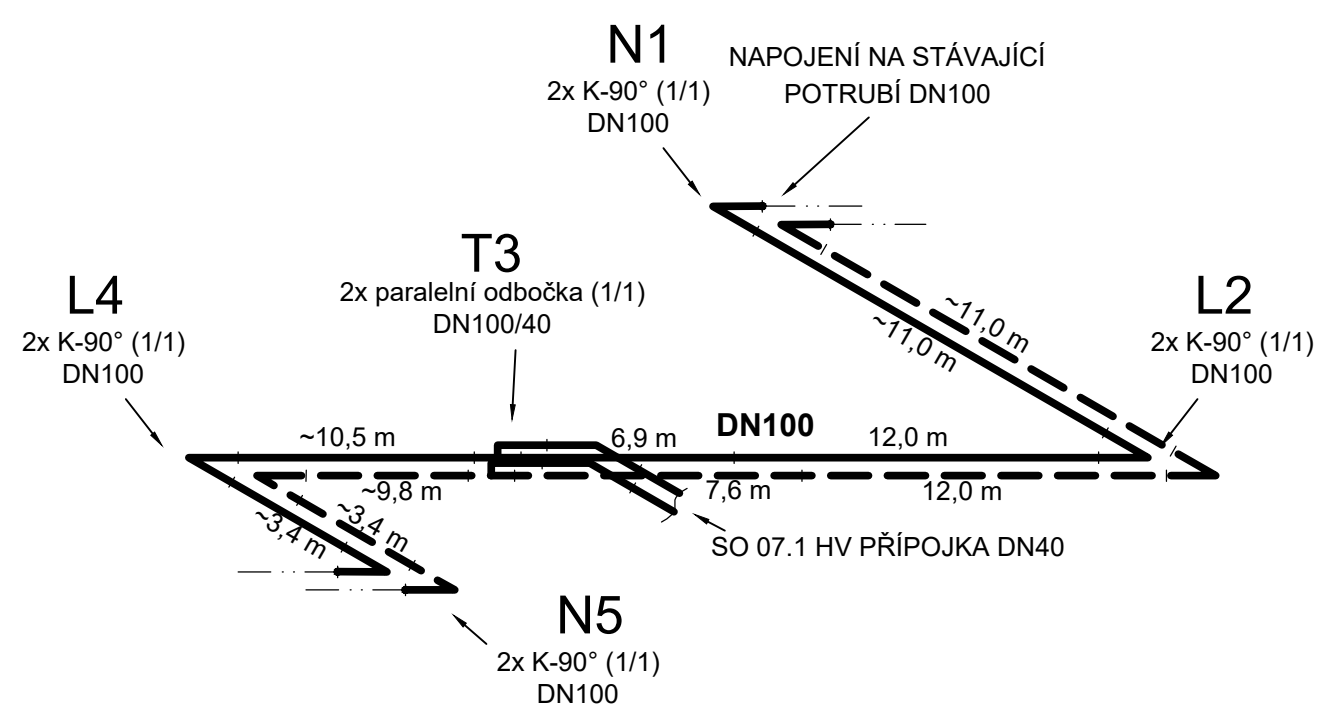 N1
2x K-90° (1/1)
DN100
NAPOJENÍ NA STÁVAJÍCÍ
POTRUBÍ DN100
T3
2x paralelní odbočka (1/1)
DN100/40
L4
2x K-90° (1/1)
DN100
L2
2x K-90° (1/1)
DN100
~11,0 m
~11,0 m
DN100
~10,5 m
6,9 m
12,0 m
~9,8 m
7,6 m
12,0 m
~3,4 m
~3,4 m
SO 07.1 HV PŘÍPOJKA DN40
N5
2x K-90° (1/1)
DN100